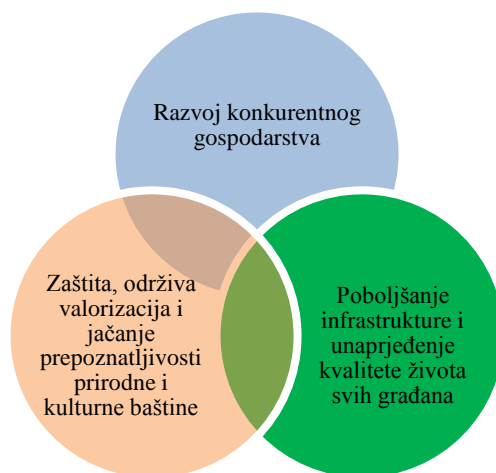 Razvoj konkurentnog
gospodarstva
Zaštita, održiva
valorizacija i
jačanje
prepoznatljivosti
prirodne i
kulturne baštine
Poboljšanje
infrastrukture i
unaprjeđenje
kvalitete života
svih građana